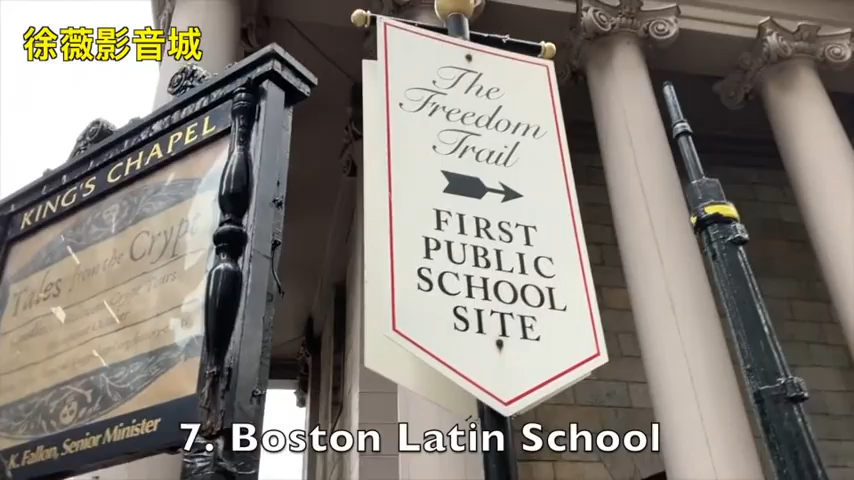 徐薇影音城
KING'S CHAPEL
Tales from the Crypt
The
Freedom
Trail
FIRST
PUBLIC
SCHOOL
SITE
K. Fallon, Senior Minister
7. Boston Latin School